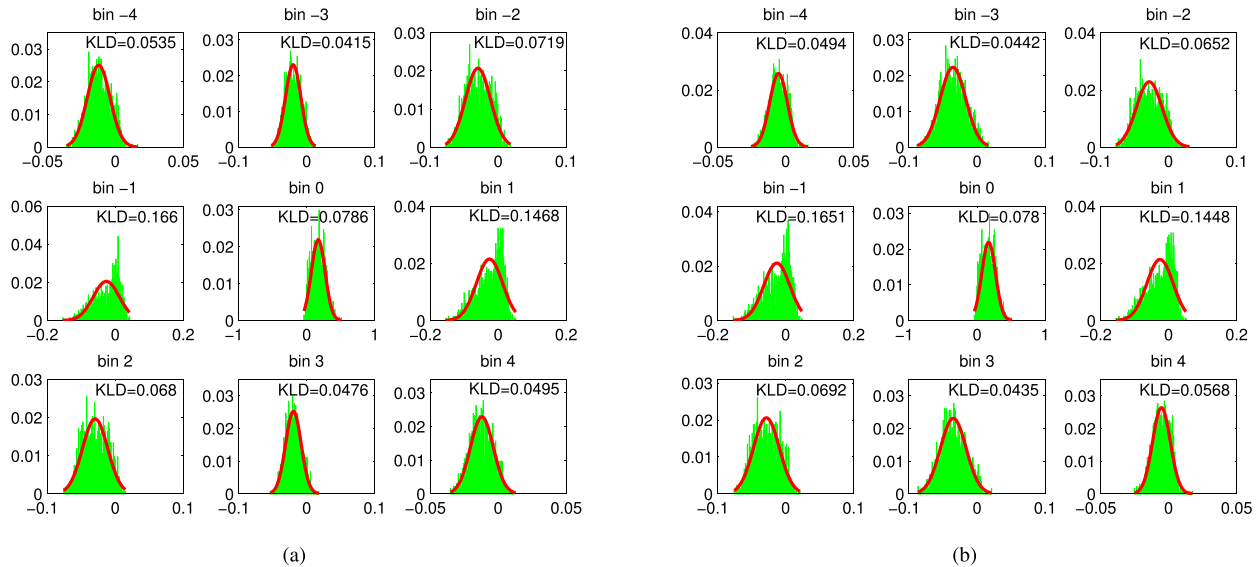 bin −4 bin −3 bin −2
KLD=0.0535 KLD=0.0415 KLD=0.0719
0.03 0.03 0.03
0.02 0.02 0.02
0.01 0.01 0.01
0 0 0
−0.05 0 0.05 −0.1 0 0.1 −0.1 0 0.1
bin −1 bin 0 bin 1
KLD=0.166 KLD=0.0786 KLD=0.1468
0.06 0.03 0.04
0.04 0.02 0.02
0.02 0.01
0 0 0
−0.2 0 0.2 −1 0 1 −0.2 0 0.2
bin 2 bin 3 bin 4
KLD=0.068 KLD=0.0476 KLD=0.0495
0.03 0.03 0.03
0.02 0.02 0.02
0.01 0.01 0.01
0 0 0
−0.1 0 0.1 −0.1 0 0.1 −0.05 0 0.05
(a)
bin −4 bin −3 bin −2
KLD=0.0494 KLD=0.0442 KLD=0.0652
0.04 0.03 0.04
0.02 0.02 0.02
0.01
0 0 0
−0.05 0 0.05 −0.1 0 0.1 −0.1 0 0.1
bin −1 bin 0 bin 1
KLD=0.1651 KLD=0.078 KLD=0.1448
0.04 0.03 0.04
0.02 0.02 0.02
0.01
0 0 0
−0.2 0 0.2 −1 0 1 −0.2 0 0.2
bin 2 bin 3 bin 4
KLD=0.0692 KLD=0.0435 KLD=0.0568
0.03 0.03 0.03
0.02 0.02 0.02
0.01 0.01 0.01
0 0 0
−0.1 0 0.1 −0.1 0 0.1 −0.05 0 0.05
(b)